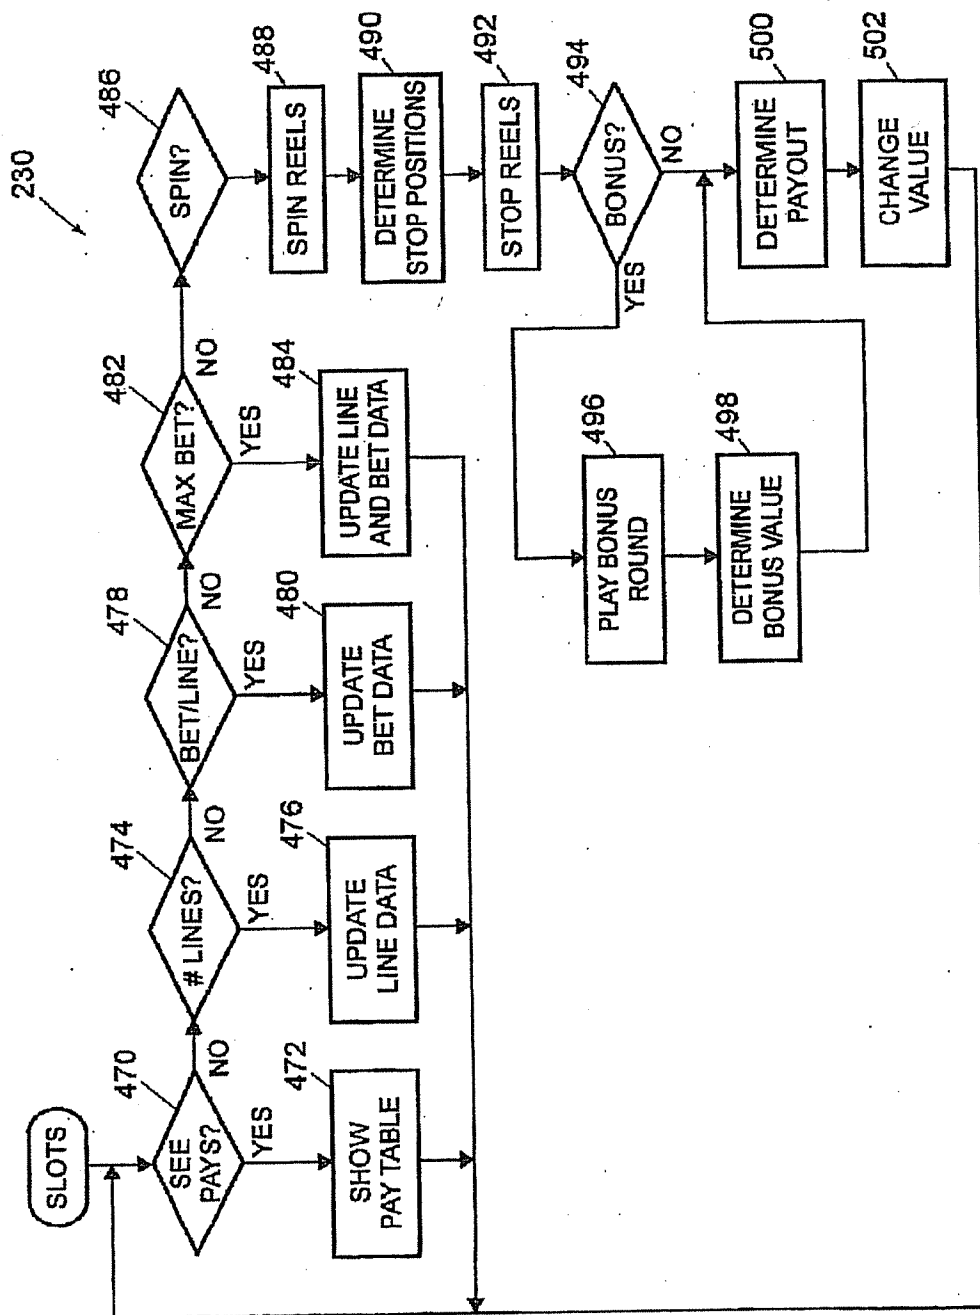 230
SLOTS
470
SEE
PAYS?
NO
YES
472
SHOW
PAY TABLE
474
# LINES?
NO
YES
476
UPDATE
LINE DATA
478
BET/LINE?
NO
YES
480
UPDATE
BET DATA
482
MAX BET?
NO
YES
484
UPDATE LINE
AND BET DATA
486
SPIN?
488
SPIN REELS
490
DETERMINE
STOP POSITIONS
492
STOP REELS
494
BONUS?
YES
NO
496
PLAY BONUS
ROUND
498
DETERMINE
BONUS VALUE
500
DETERMINE
PAYOUT
502
CHANGE
VALUE